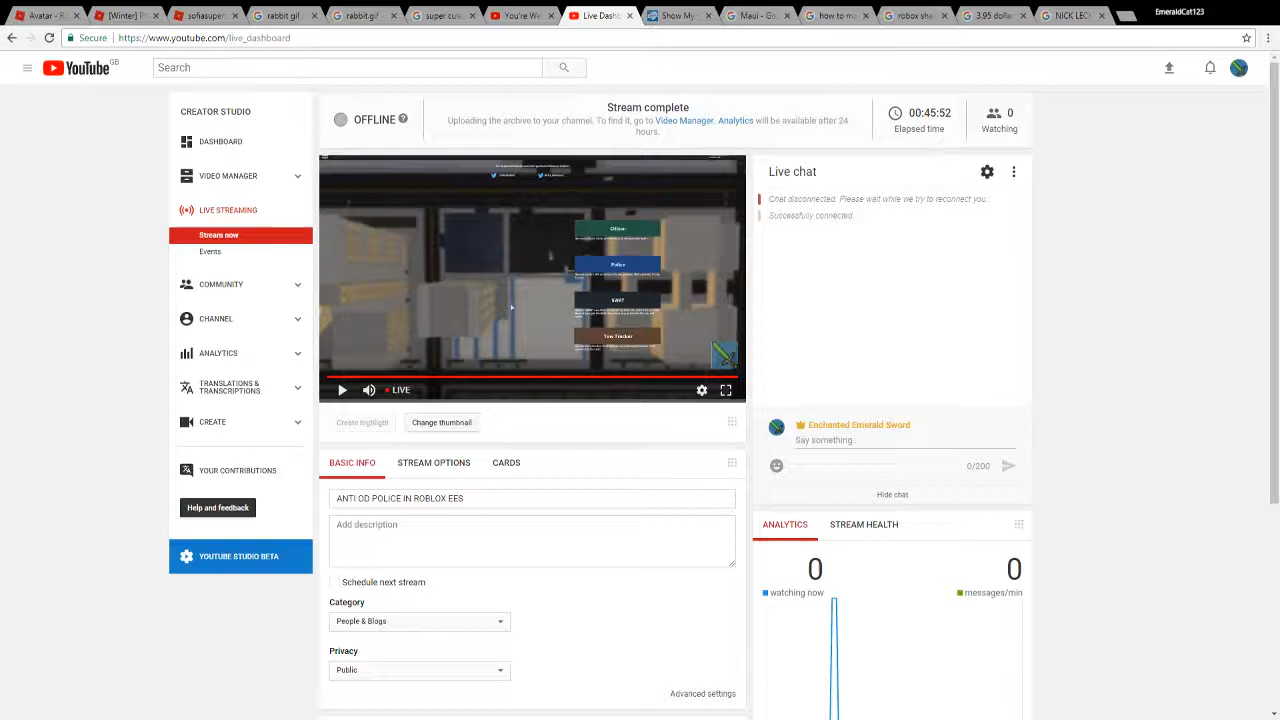 Avatar - R
[Winter] P
sofiasuper
rabbit gif.
rabbit.gif -
super cute
You're We
Live Dashb
Show My
Maui - Go
how to m
robox sha
3.95 dollar
NICK LEC
EmeraldCat123
Secure https://www.youtube.com/live_dashboard
YouTube GB
Search
CREATOR STUDIO
DASHBOARD
VIDEO MANAGER
LIVE STREAMING
Stream now
Events
COMMUNITY
CHANNEL
ANALYTICS
TRANSLATIONS &
TRANSCRIPTIONS
CREATE
YOUR CONTRIBUTIONS
Help and feedback
YOUTUBE STUDIO BETA
OFFLINE ?
Stream complete
Uploading the archive to your channel. To find it, go to Video Manager. Analytics will be available after 24
hours.
00:45:52
Elapsed time
0
Watching
Citizen
Police
SWAT
Tow Trucker
LIVE
Create highlight
Change thumbnail
BASIC INFO
STREAM OPTIONS
CARDS
ANTI OD POLICE IN ROBLOX EES
Add description
Schedule next stream
Category
People & Blogs
Privacy
Public
Advanced settings
Live chat
Chat disconnected. Please wait while we try to reconnect you.
Successfully connected.
Enchanted Emerald Sword
Say something..
0/200
Hide chat
ANALYTICS
STREAM HEALTH
0
watching now
0
messages/min